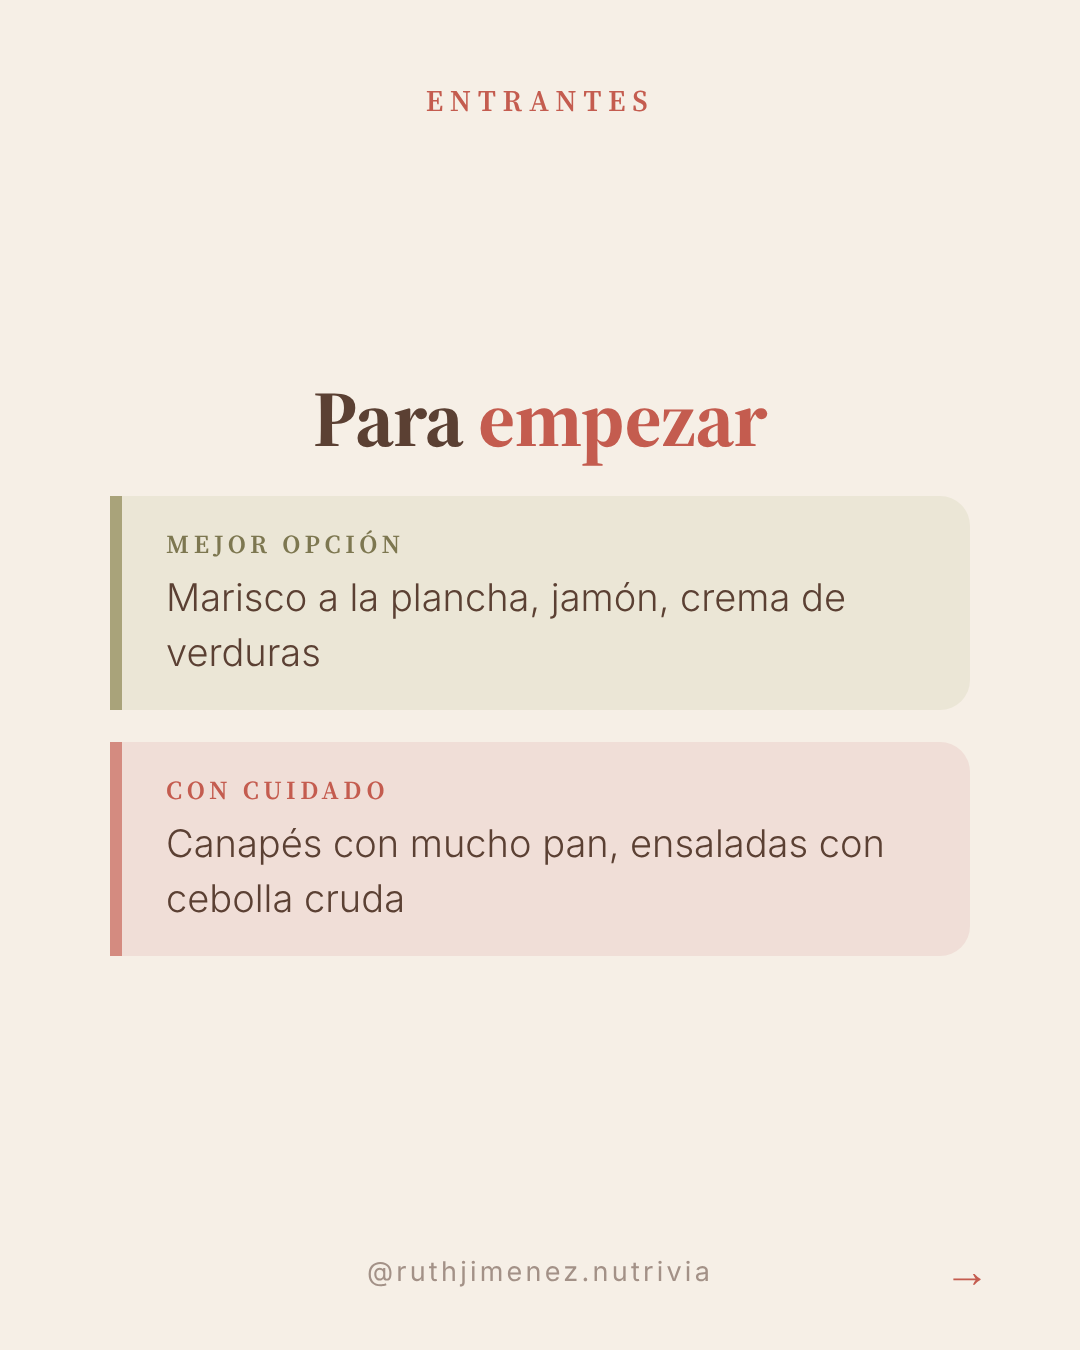 ENTRANTES
Para empezar
MEJOR OPCIÓN
Marisco a la plancha, jamón, crema de
verduras
CON CUIDADO
Canapés con mucho pan, ensaladas con
cebolla cruda
@ruthjimenez.nutrivia →